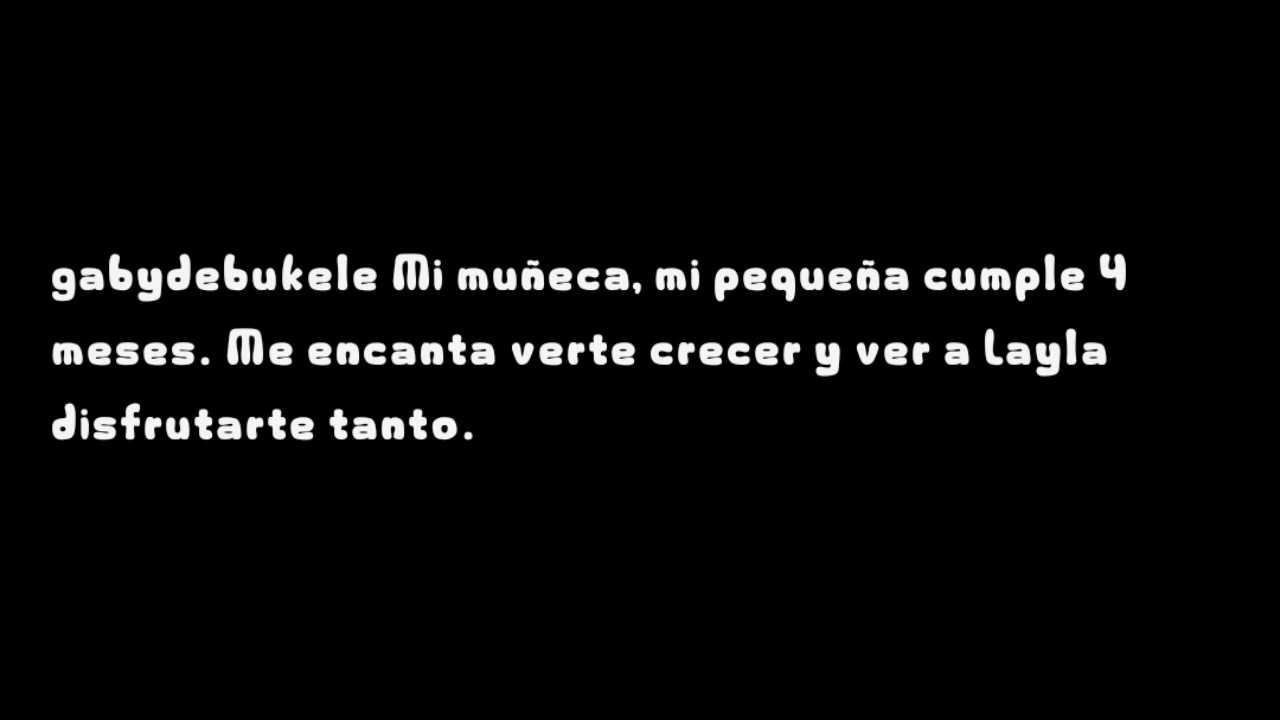 gabydebukele Mi muñeca, mi pequeña cumple 4
meses. Me encanta verte crecer y ver a Layla
disfrutarte tanto.